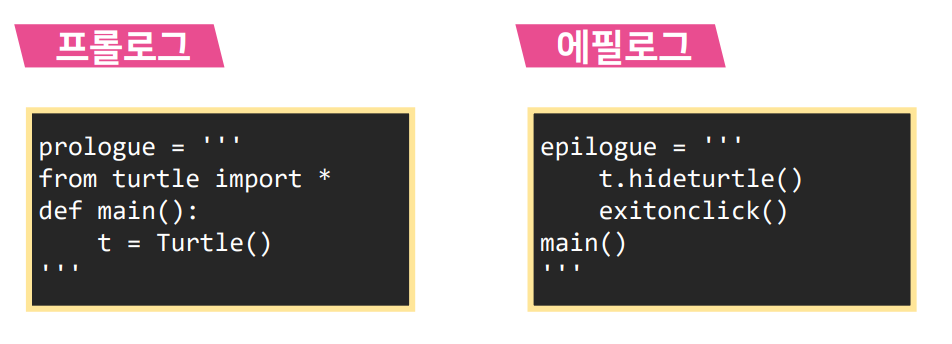 프롤로그
prologue = '''
from turtle import *
def main():
    t = Turtle()
'''
에필로그
epilogue = '''
    t.hideturtle()
    exitonclick()
main()
'''